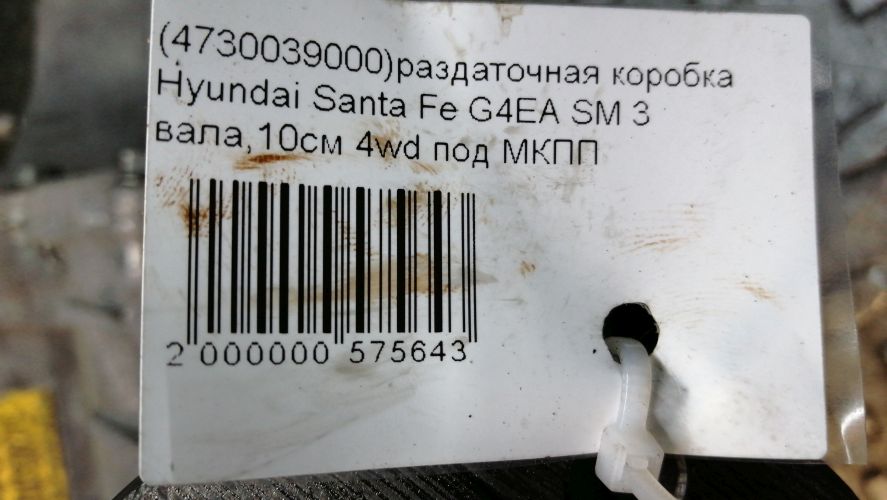 (4730039000)раздаточная коробка
Hyundai Santa Fe G4EA SM 3
вала,10см 4wd под МКПП
2 000000 575643